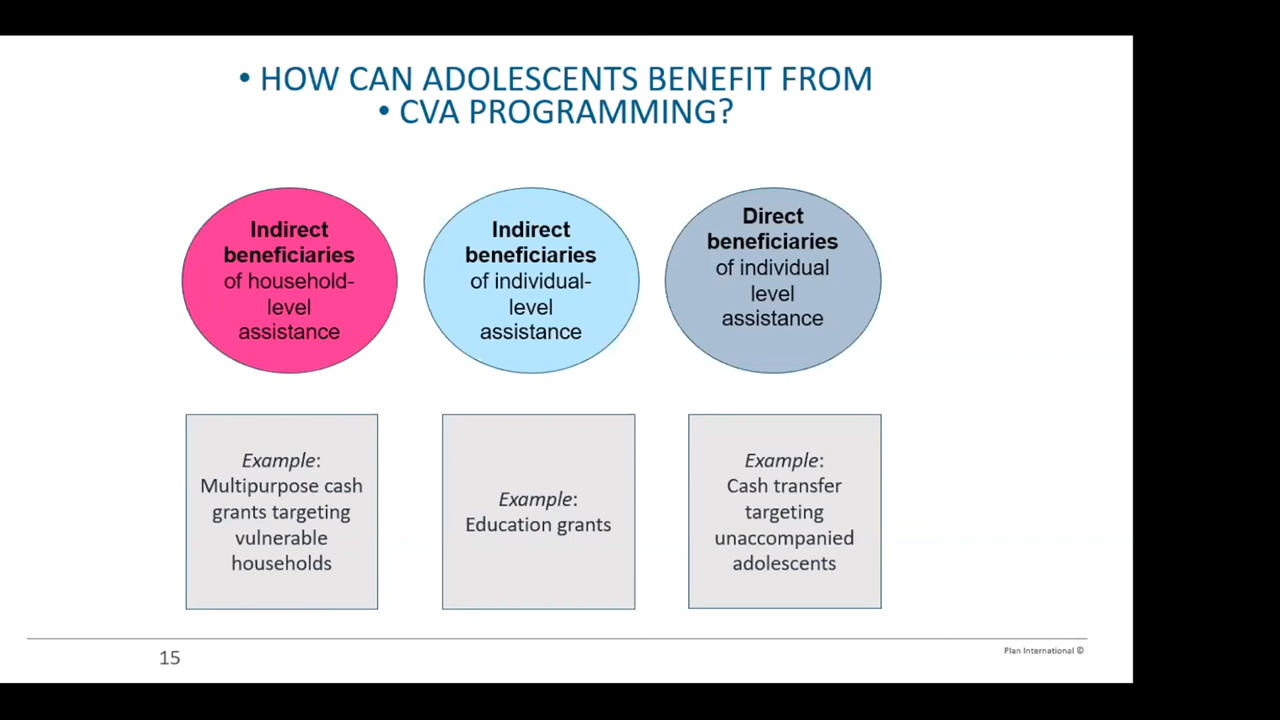 • HOW CAN ADOLESCENTS BENEFIT FROM
• CVA PROGRAMMING?
Indirect
beneficiaries
of household-
level
assistance
Indirect
beneficiaries
of individual-
level
assistance
Direct
beneficiaries
of individual
level
assistance
Example:
Multipurpose cash
grants targeting
vulnerable
households
Example:
Education grants
Example:
Cash transfer
targeting
unaccompanied
adolescents
15
Plan International ©